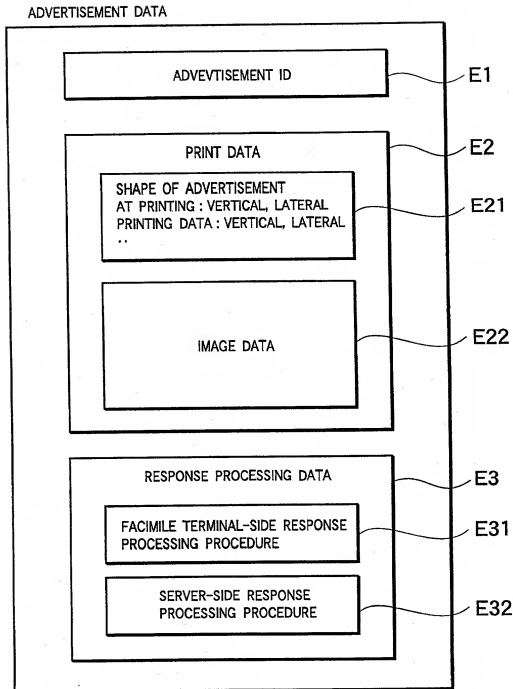 ADVERTISEMENT DATA
ADVEVTISEMENT ID
E1
PRINT DATA
E2
SHAPE OF ADVERTISEMENT
AT PRINTING : VERTICAL, LATERAL
PRINTING DATA : VERTICAL, LATERAL
..
E21
IMAGE DATA
E22
RESPONSE PROCESSING DATA
E3
FACIMILE TERMINAL-SIDE RESPONSE
PROCESSING PROCEDURE
E31
SERVER-SIDE RESPONSE
PROCESSING PROCEDURE
E32